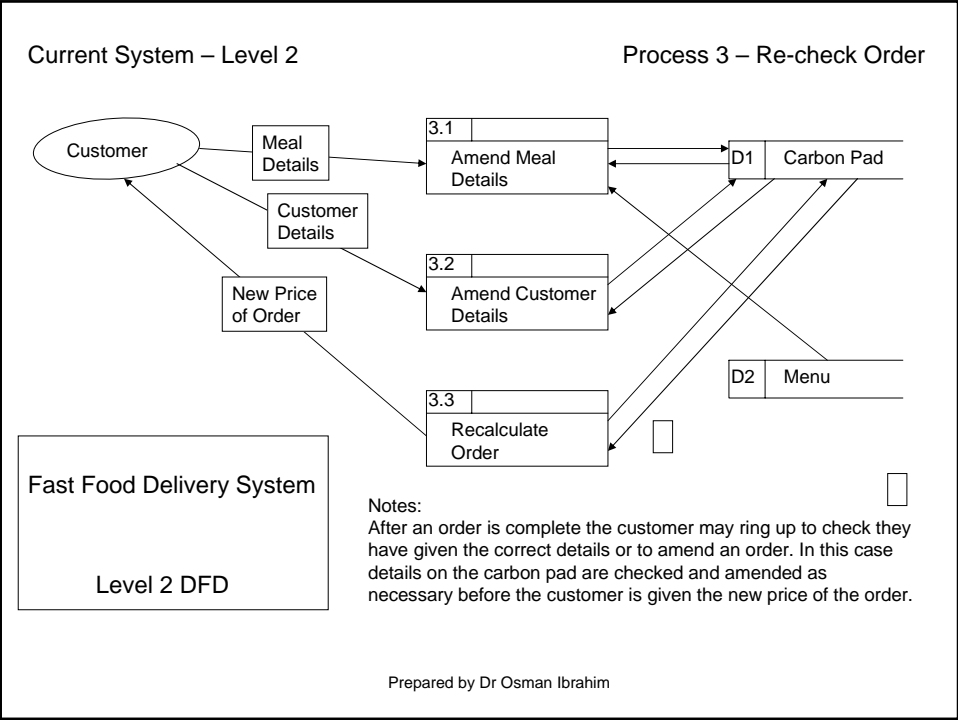 Current System – Level 2
Process 3 – Re-check Order
Customer
Meal
Details
Customer
Details
New Price
of Order
3.1
Amend Meal
Details
3.2
Amend Customer
Details
3.3
Recalculate
Order
D1
Carbon Pad
D2
Menu
Fast Food Delivery System
Level 2 DFD
Notes:
After an order is complete the customer may ring up to check they
have given the correct details or to amend an order. In this case
details on the carbon pad are checked and amended as
necessary before the customer is given the new price of the order.
Prepared by Dr Osman Ibrahim